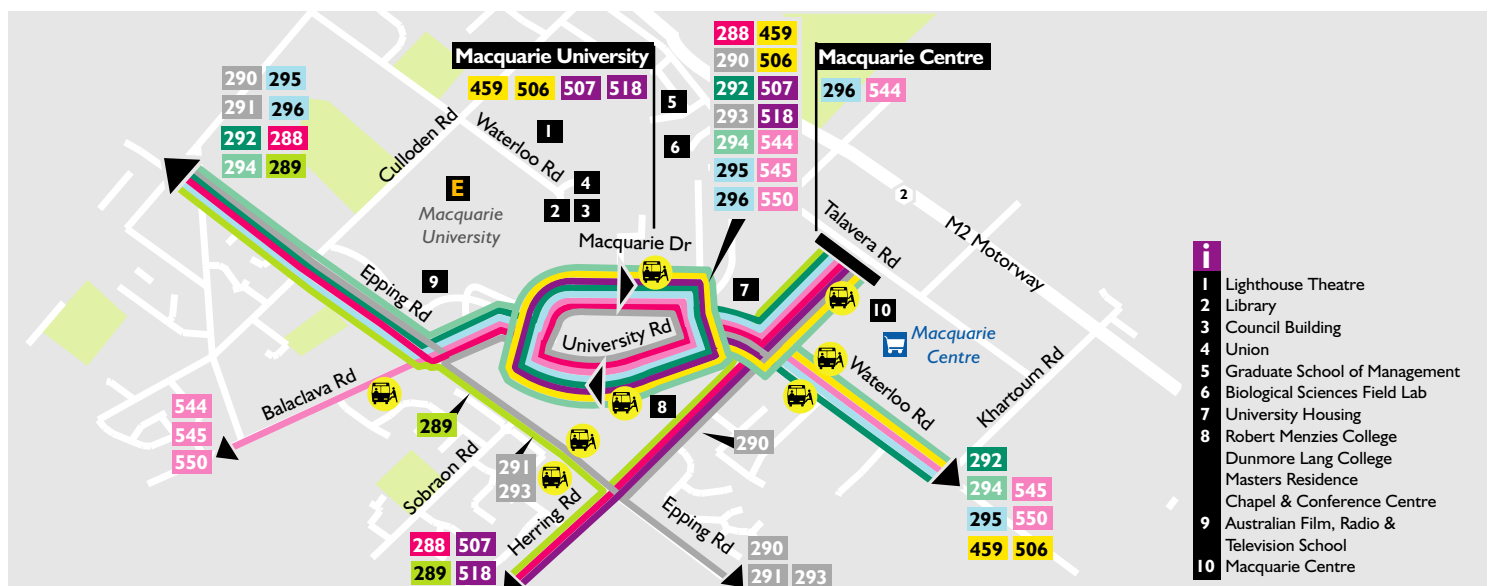 Macquarie University
459 506 507 518
288 459
290 506
292 507
293 518
294 544
295 545
296 550
Macquarie Centre
296 544
290 295
291 296
292 288
294 289
Culloden Rd
Waterloo Rd
1
5
6
4
2 3
E
Macquarie
University
Macquarie Dr
2
Talavera Rd
M2 Motorway
9
Epping Rd
7
10
University Rd
Macquarie
Centre
Waterloo Rd
Khartoum Rd
Balaclava Rd
8
544
545
550
289
Sobraon Rd
291
293
290
Herring Rd
Epping Rd
288 507
289 518
290
291 293
292
294 545
295 550
459 506
i
1 Lighthouse Theatre
2 Library
3 Council Building
4 Union
5 Graduate School of Management
6 Biological Sciences Field Lab
7 University Housing
8 Robert Menzies College
Dunmore Lang College
Masters Residence
Chapel & Conference Centre
9 Australian Film, Radio &
Television School
10 Macquarie Centre